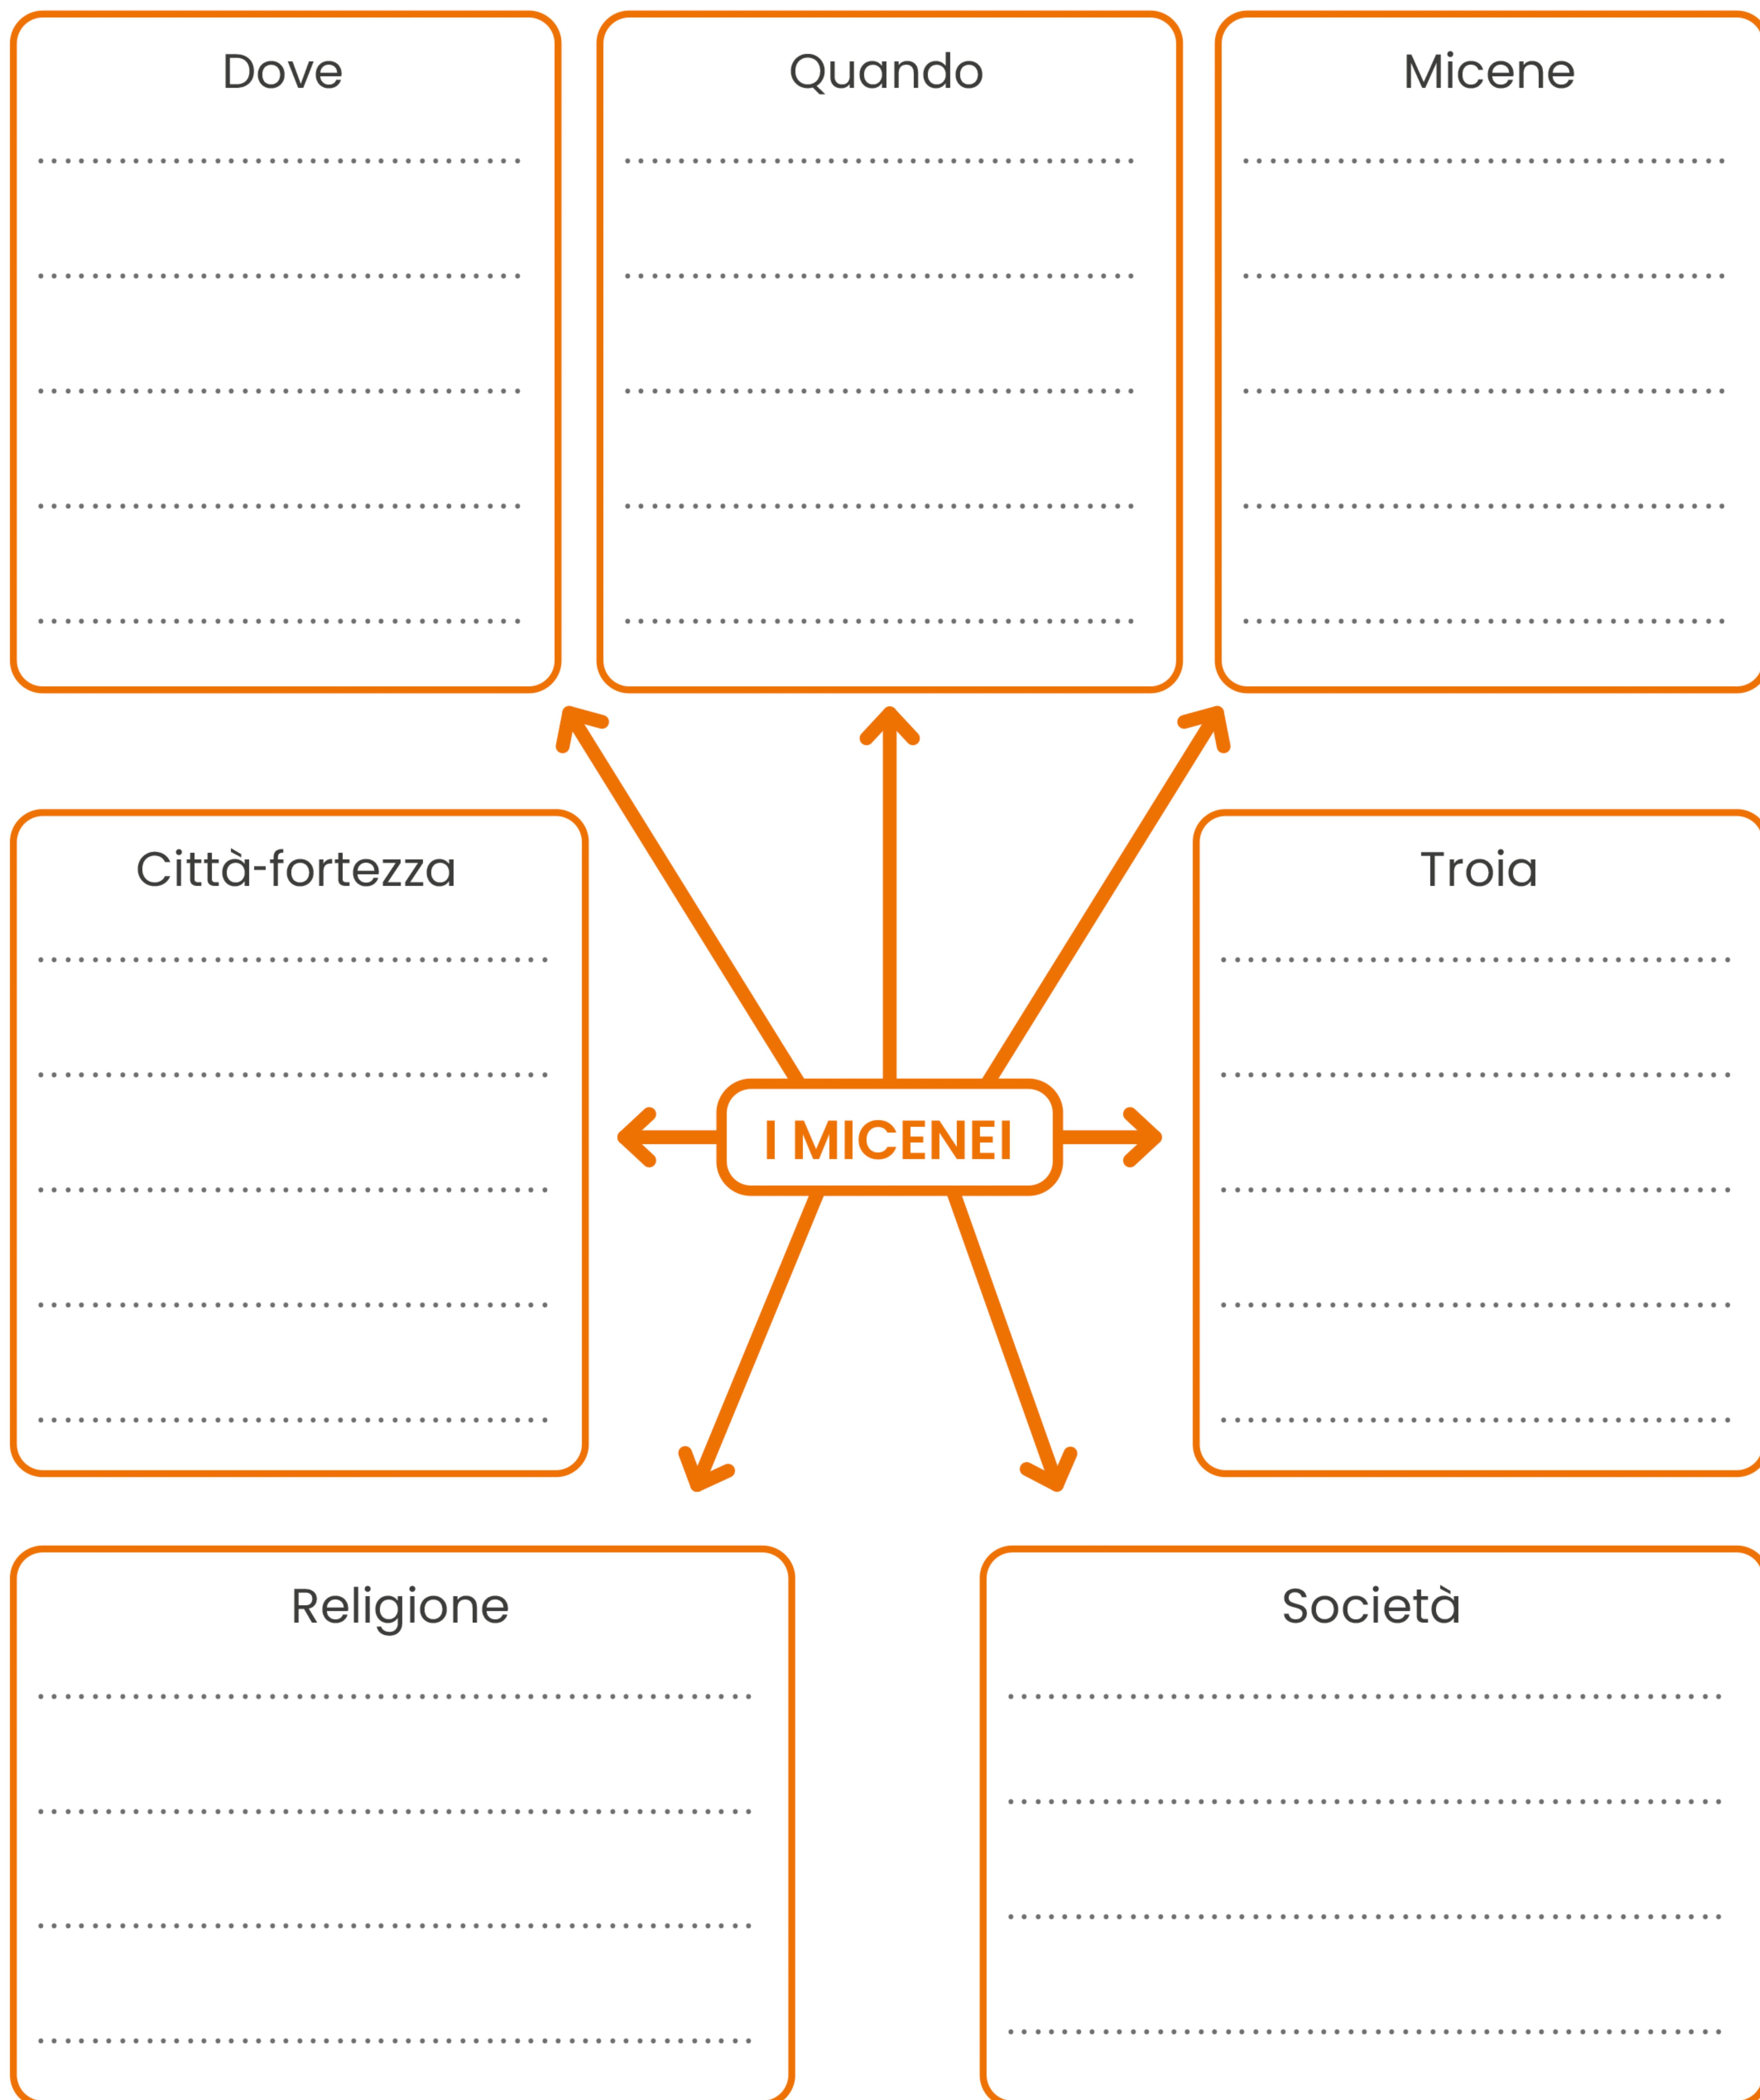 Dove
Quando
Micene
Città-fortezza
Troia
I MICENEI
Religione
Società